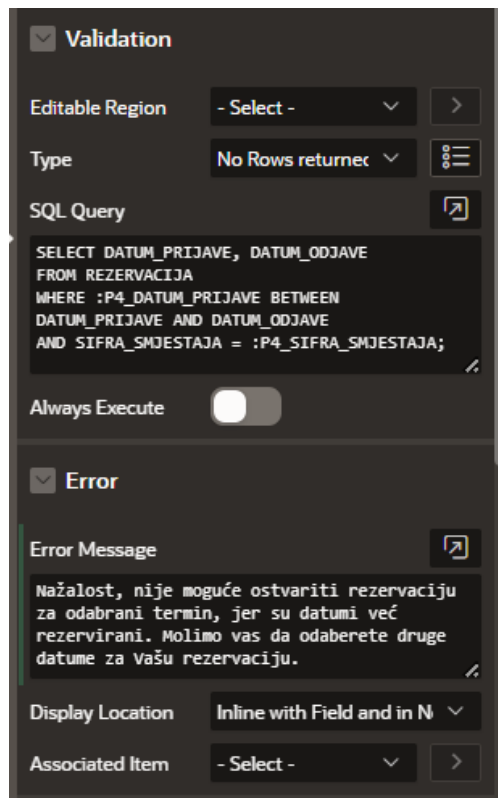 Validation
Editable Region - Select -
Type No Rows returned
SQL Query
SELECT DATUM_PRIJAVE, DATUM_ODJAVE
FROM REZERVACIJA
WHERE :P4_DATUM_PRIJAVE BETWEEN
DATUM_PRIJAVE AND DATUM_ODJAVE
AND SIFRA_SMJESTAJA = :P4_SIFRA_SMJESTAJA;
Always Execute
Error
Error Message
Nažalost, nije moguće ostvariti rezervaciju
za odabrani termin, jer su datumi već
rezervirani. Molimo vas da odaberete druge
datume za Vašu rezervaciju.
Display Location Inline with Field and in N
Associated Item - Select -